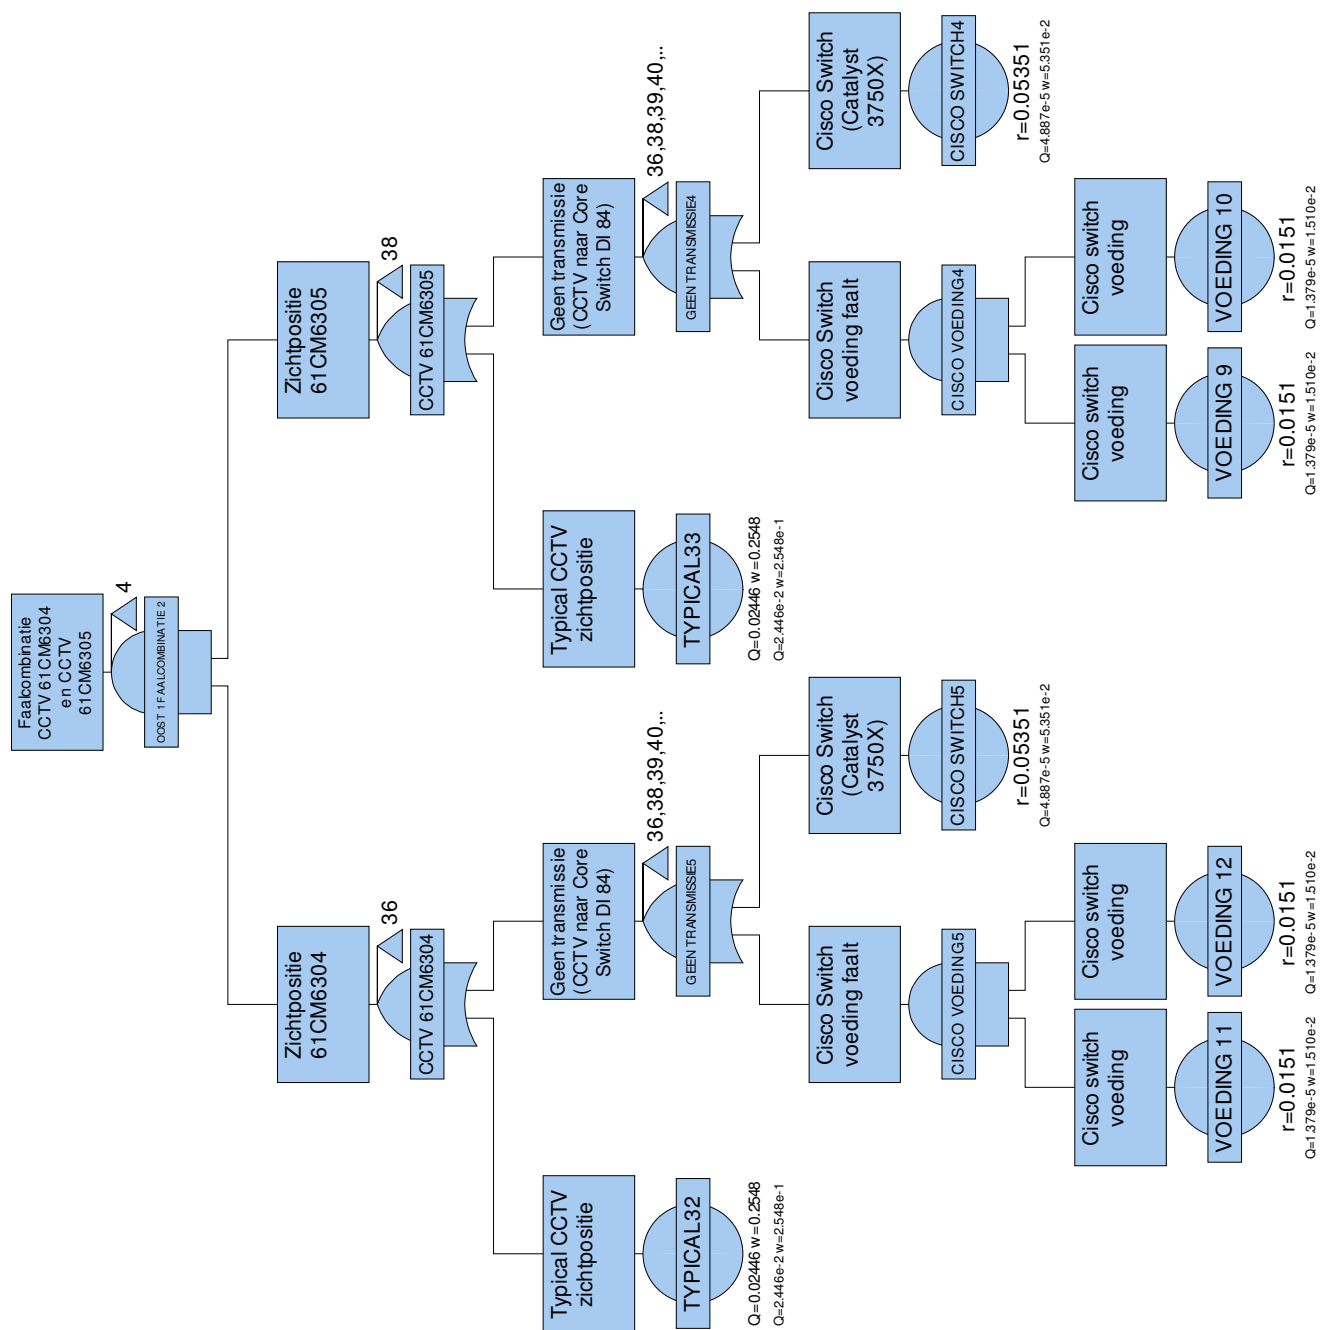 Faalcombinatie
CCTV 61CM6304
en CCTV
61CM6305
4
OOST 1FAALCOMBINATIE 2
Zichtpositie
61CM6304
36
CCTV 61CM6304
Zichtpositie
61CM6305
38
CCTV 61CM6305
Typical CCTV
zichtpositie
TYPICAL32
Q=0.02446 w=0.2548
Q=2.446e-2 w=2.548e-1
Geen transmissie
(CCTV naar Core
Switch DI 84)
36,38,39,40,..
GEEN TRANSMISSIE5
Typical CCTV
zichtpositie
TYPICAL33
Q=0.02446 w=0.2548
Q=2.446e-2 w=2.548e-1
Geen transmissie
(CCTV naar Core
Switch DI 84)
36,38,39,40,..
GEEN TRANSMISSIE4
Cisco Switch
voeding faalt
CISCO VOEDING5
Cisco Switch
(Catalyst
3750X)
CISCO SWITCH5
r=0.05351
Q=4.887e-5 w=5.351e-2
Cisco Switch
voeding faalt
CISCO VOEDING4
Cisco Switch
(Catalyst
3750X)
CISCO SWITCH4
r=0.05351
Q=4.887e-5 w=5.351e-2
Cisco switch
voeding
VOEDING 11
r=0.0151
Q=1.379e-5 w=1.510e-2
Cisco switch
voeding
VOEDING 12
r=0.0151
Q=1.379e-5 w=1.510e-2
Cisco switch
voeding
VOEDING 9
r=0.0151
Q=1.379e-5 w=1.510e-2
Cisco switch
voeding
VOEDING 10
r=0.0151
Q=1.379e-5 w=1.510e-2